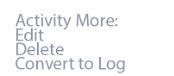 Activity More:
Edit
Delete
Convert to Log